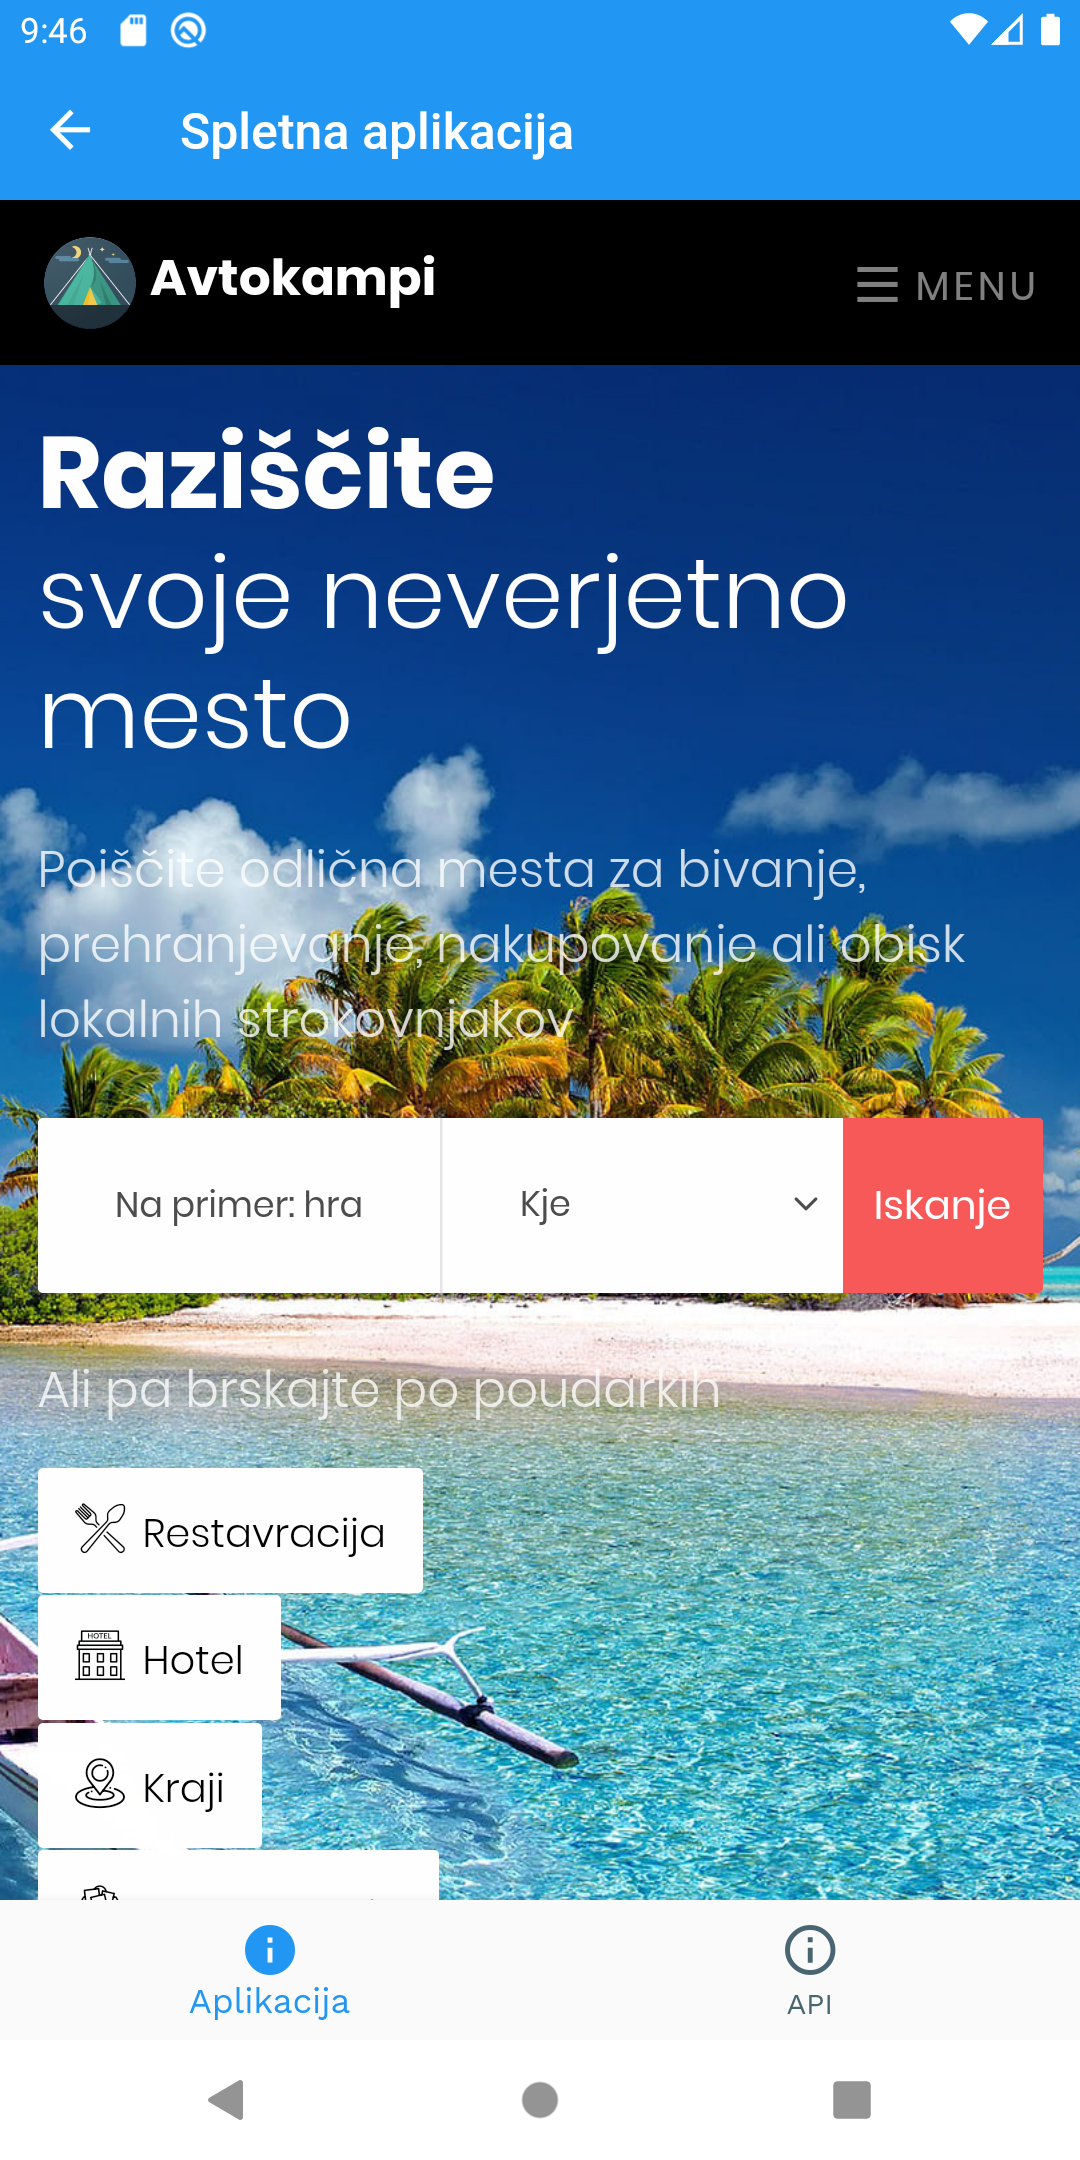 9:46
Spletna aplikacija
Avtokampi
MENU
Raziščite
svoje neverjetno
mesto
Poiščite odlična mesta za bivanje,
prehranjevanje, nakupovanje ali obisk
lokalnih strokovnjakov
Na primer: hra
Kje
Iskanje
Ali pa brskajte po poudarkih
Restavracija
HOTEL
Hotel
Kraji
Aplikacija
API